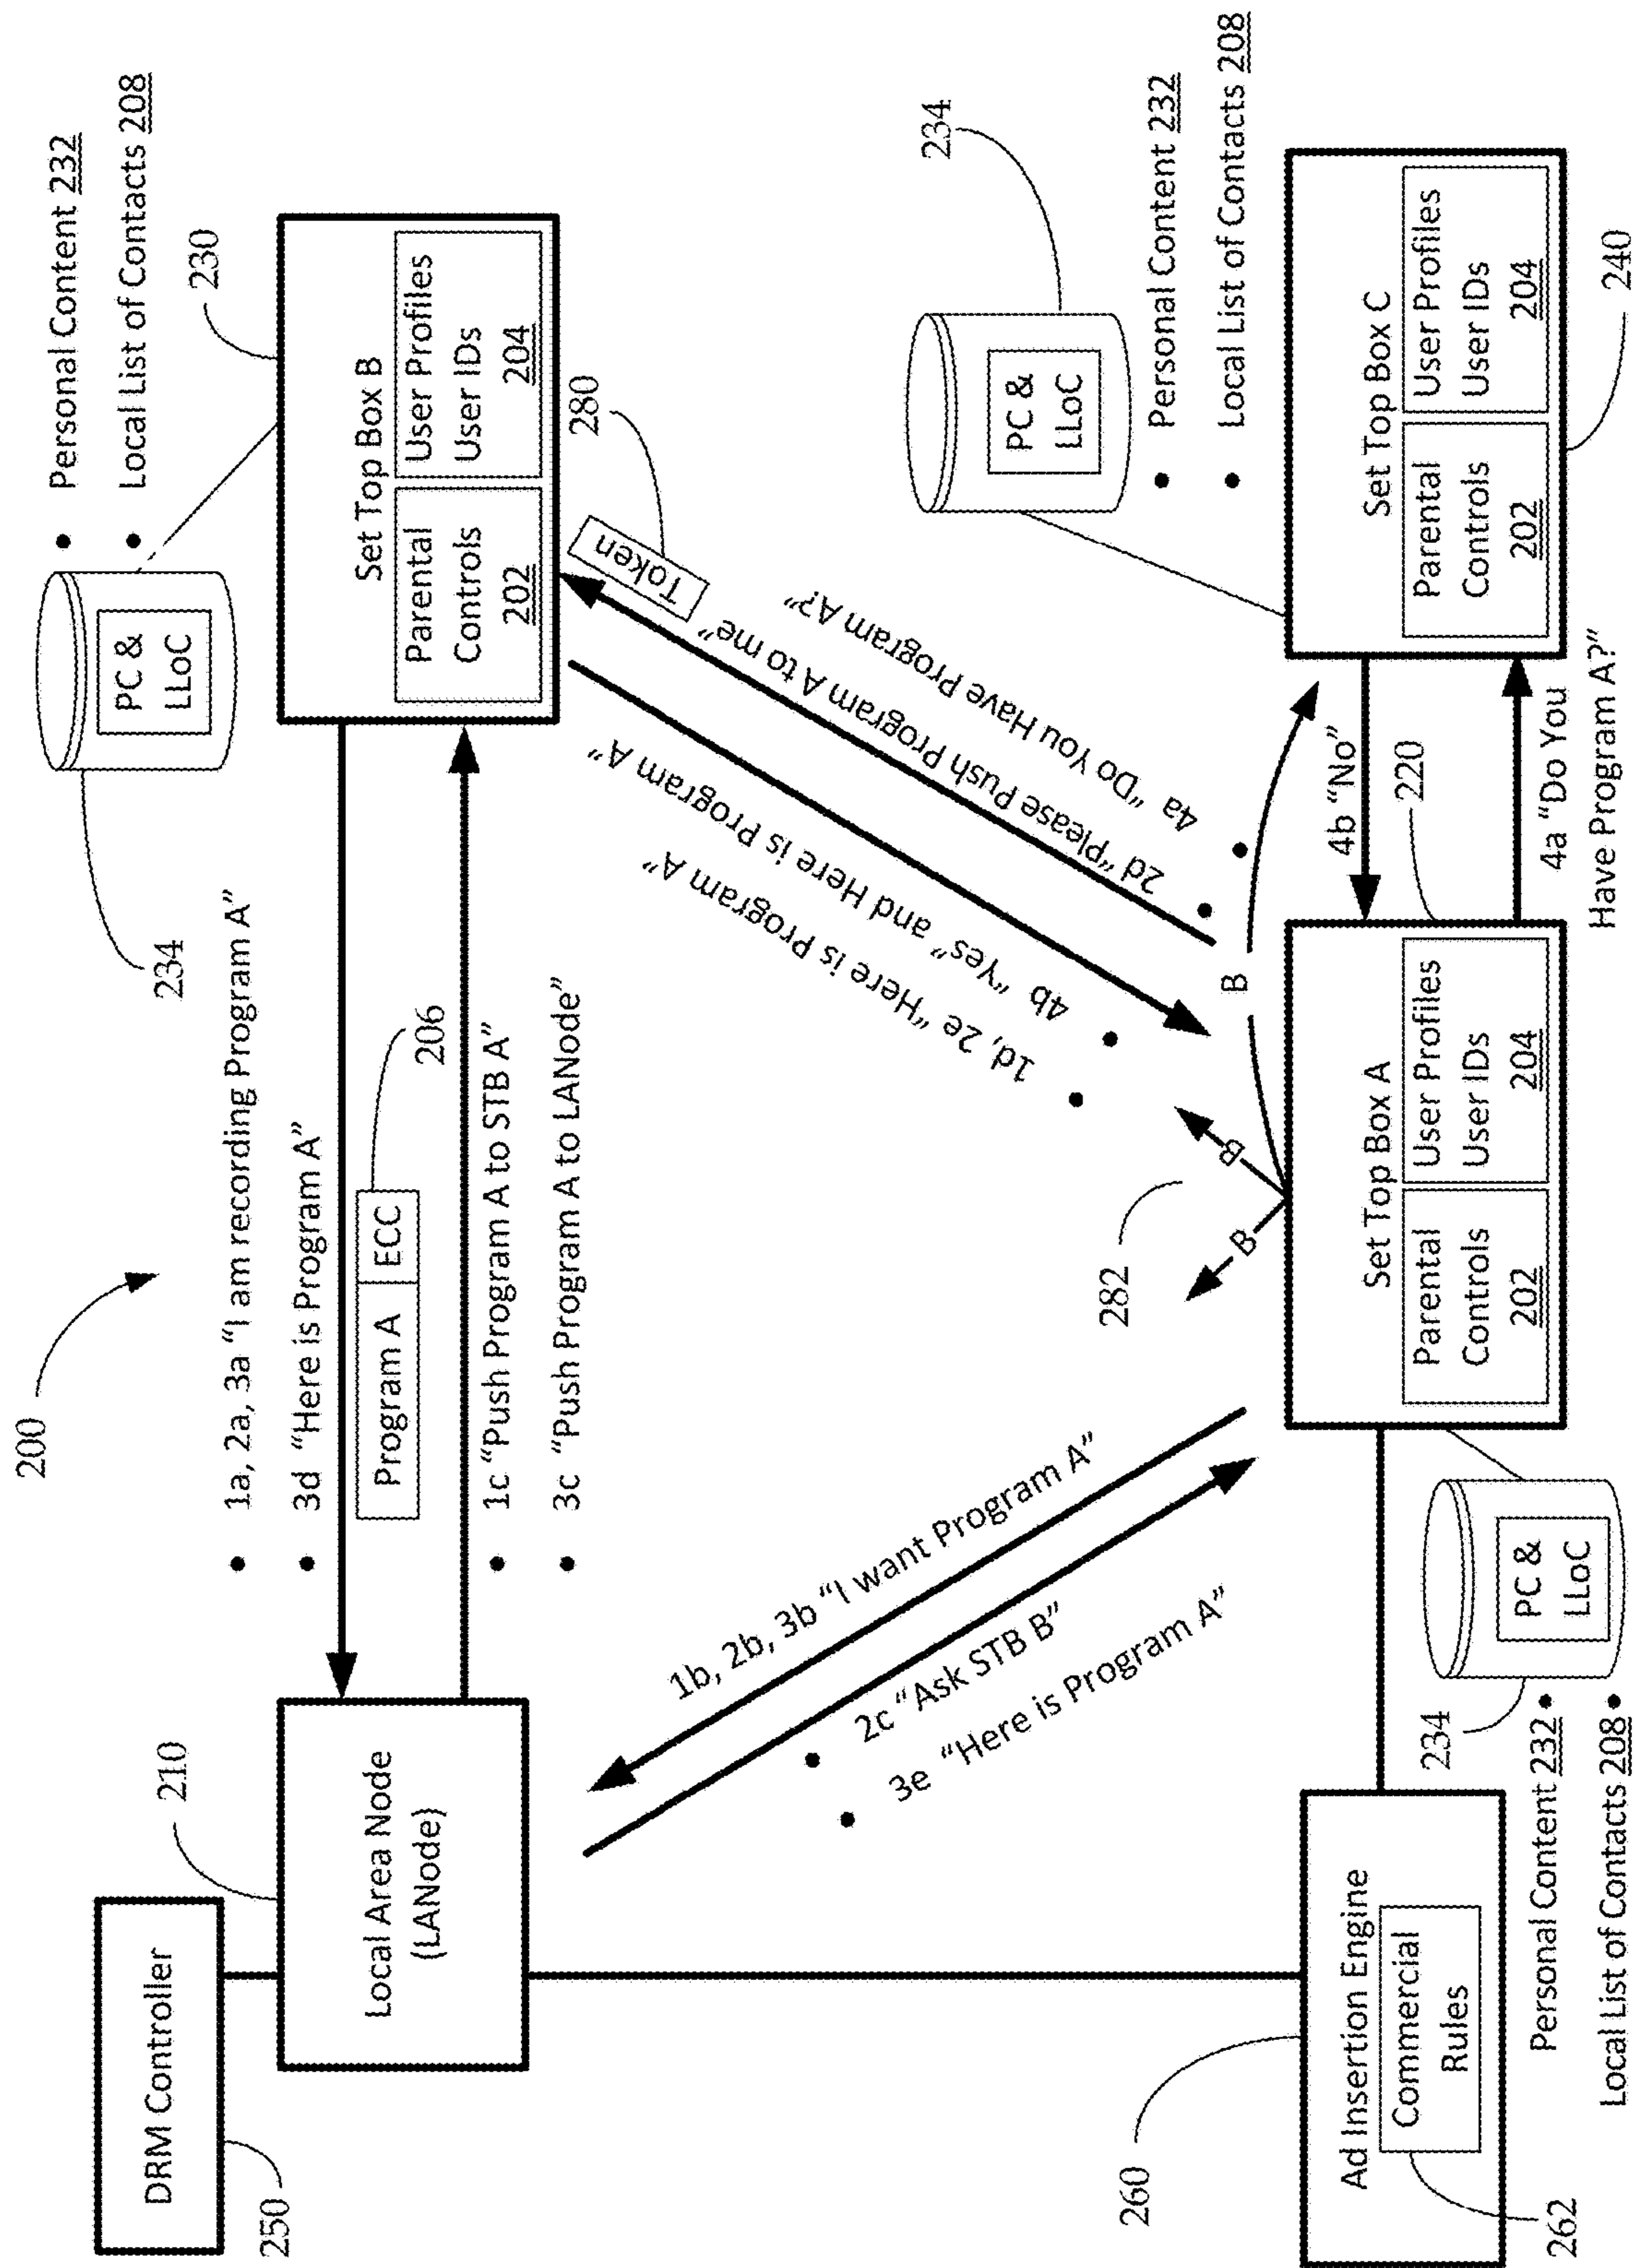 200
DRM Controller
250
210
Local Area Node
(LANode)
• 1a, 2a, 3a “I am recording Program A”
• 3d “Here is Program A”
Program A
ECC
206
• 1c “Push Program A to STB A”
• 3c “Push Program A to LANode”
234
PC &
LLoC
• Personal Content 232
• Local List of Contacts 208
230
Set Top Box B
Parental
Controls
202
User Profiles
User IDs
204
Token
280
1b, 2b, 3b “I want Program A”
• 2c “Ask STB B”
• 3e “Here is Program A”
• 1d, 2e “Here is Program A”
• 4b “Yes” and Here is Program A”
• 2d “Please Push Program A to me”
• 4a “Do You Have Program A?”
282
B
B
B
260
Ad Insertion Engine
Commercial
Rules
262
234
PC &
LLoC
Personal Content 232 •
Local List of Contacts 208 •
Set Top Box A
Parental
Controls
202
User Profiles
User IDs
204
220
4b “No”
4a “Do You
Have Program A?”
Set Top Box C
Parental
Controls
202
User Profiles
User IDs
204
240
234
PC &
LLoC
• Personal Content 232
• Local List of Contacts 208